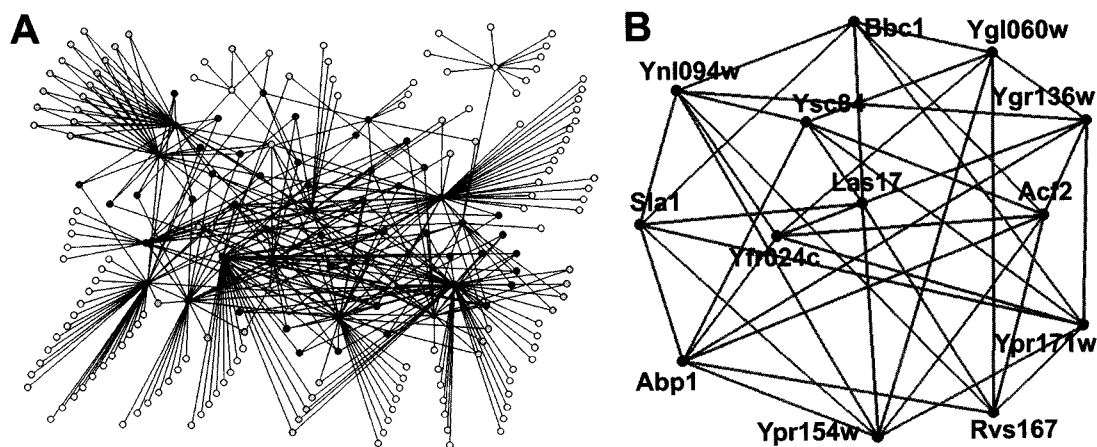 A
B
Bbc1
Ygl060w
Ynl094w
Ysc84
Ygr136w
Las17
Acf2
Sla1
Yfr024c
Ypr171w
Abp1
Ypr154w
Rvs167